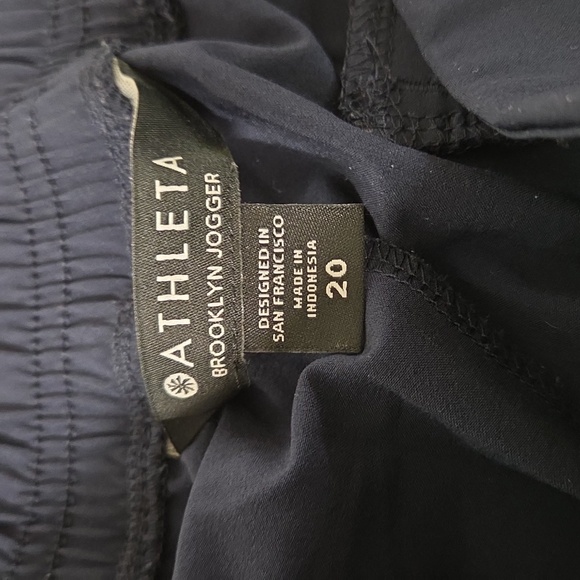 ATHLETA
BROOKLYN JOGGER
DESIGNED IN
SAN FRANCISCO
MADE IN
INDONESIA
20